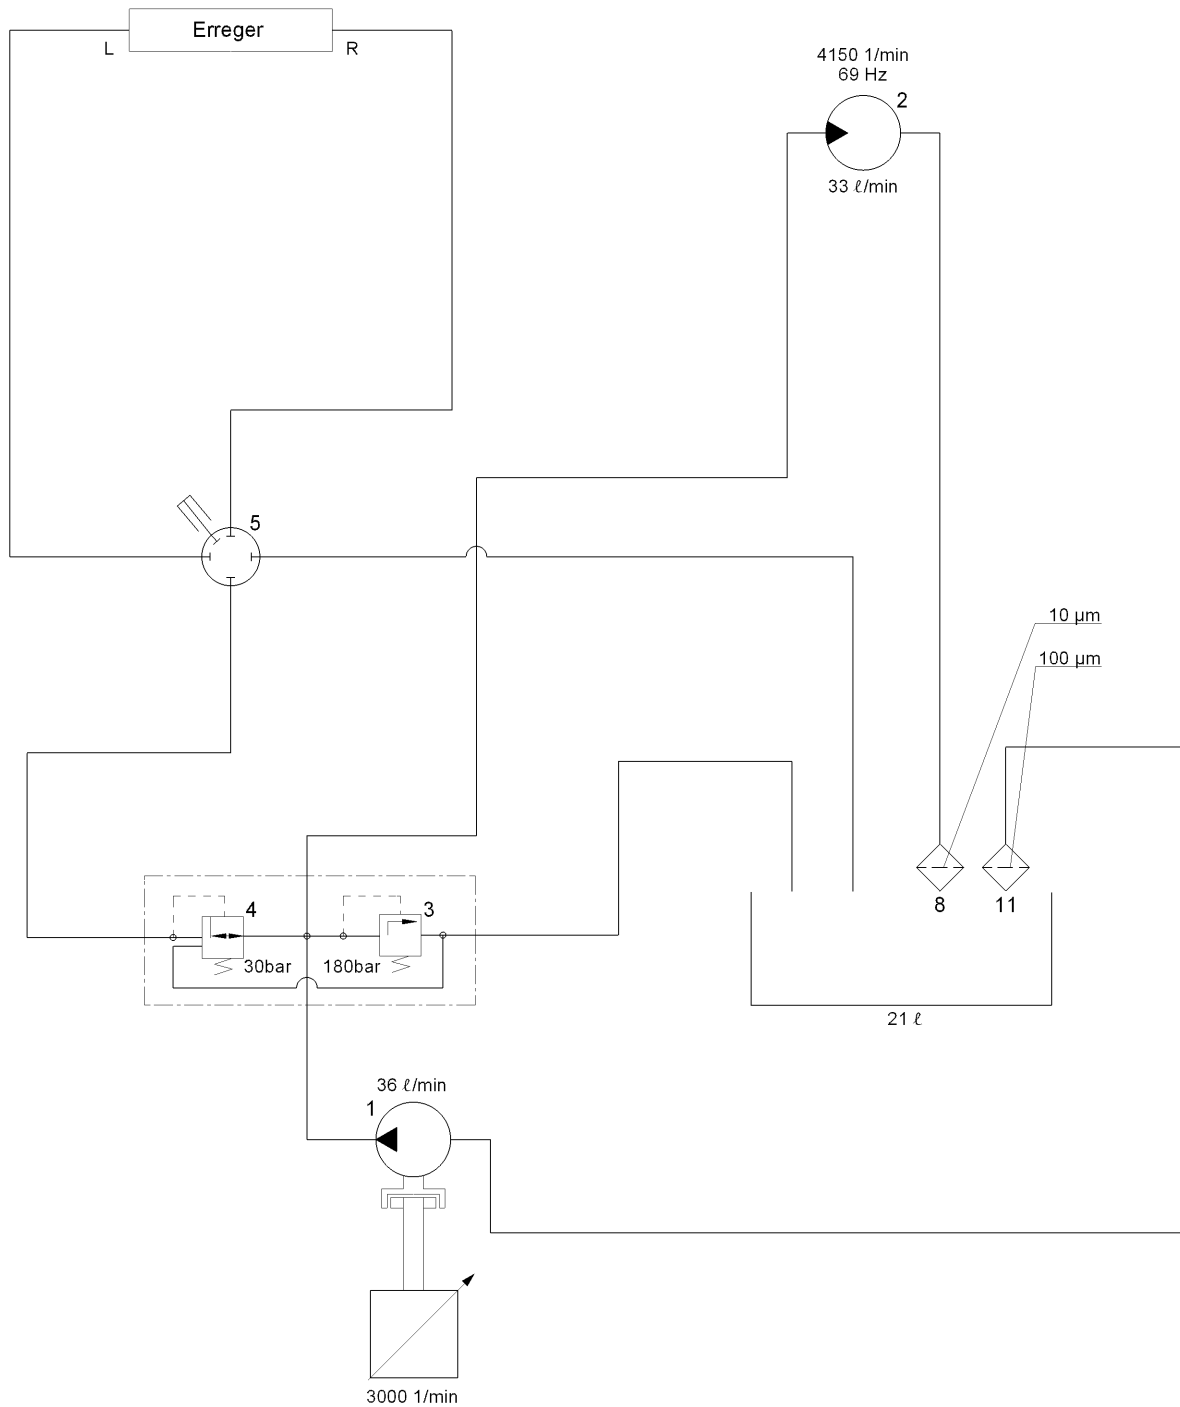 Erreger
L
R
4150 1/min
69 Hz
2
33 ℓ/min
5
10 µm
100 µm
4
3
8
11
30bar
180bar
21 ℓ
36 ℓ/min
1
3000 1/min